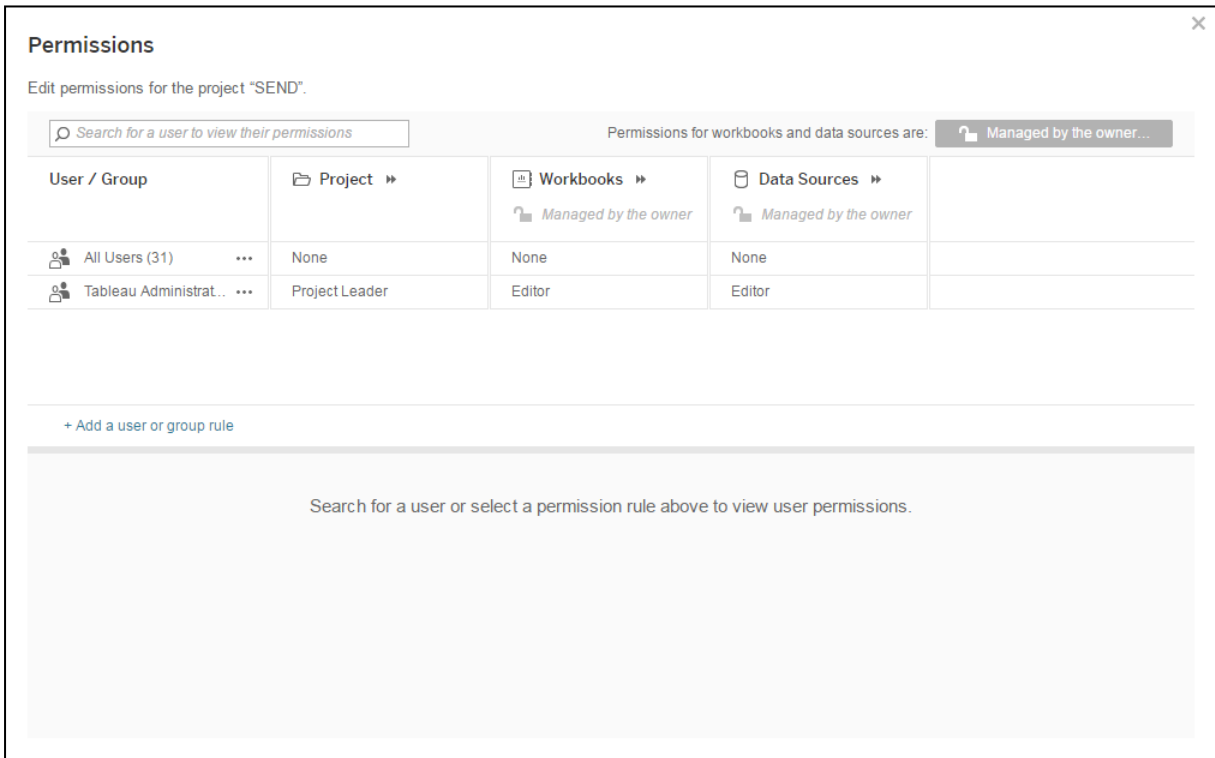 Permissions
Edit permissions for the project “SEND”.
Search for a user to view their permissions
Permissions for workbooks and data sources are:
Managed by the owner...
User / Group
Project
Workbooks
Data Sources
Managed by the owner
Managed by the owner
All Users (31) ••• None None None
Tableau Administrat... ••• Project Leader Editor Editor
+ Add a user or group rule
Search for a user or select a permission rule above to view user permissions.